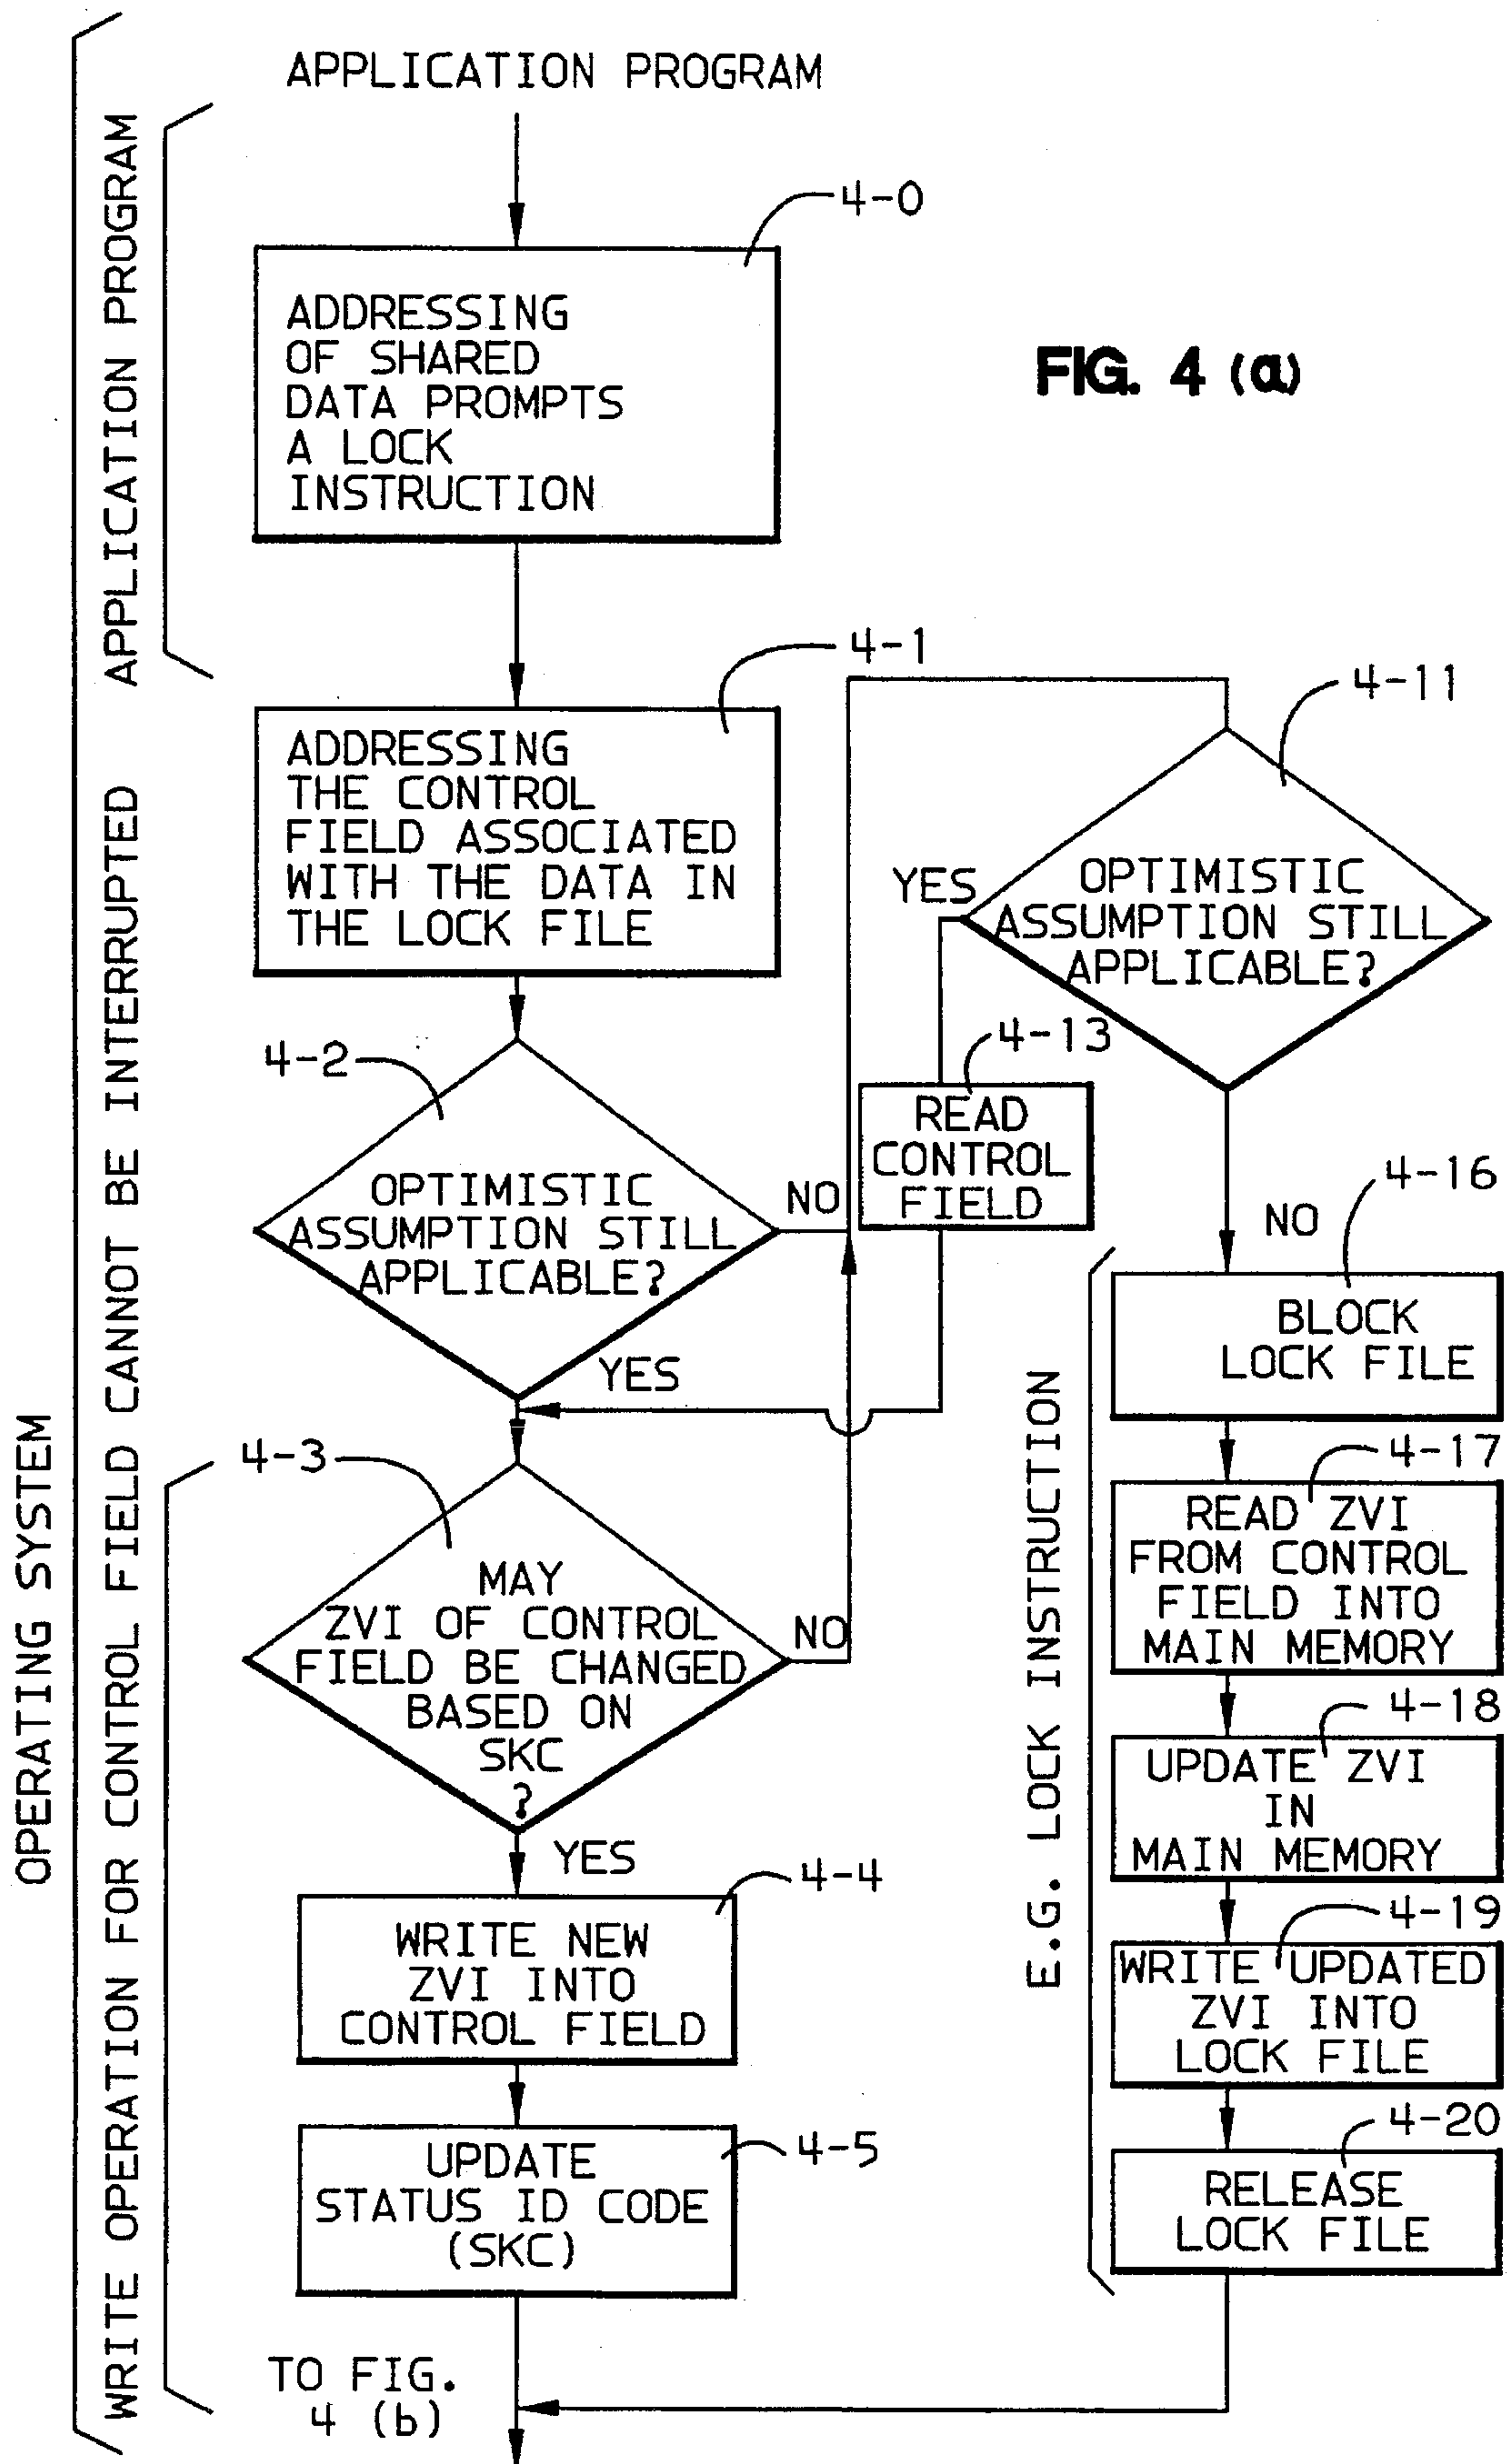 APPLICATION PROGRAM
4-0
ADDRESSING
OF SHARED
DATA PROMPTS
A LOCK
INSTRUCTION
FIG. 4 (a)
APPLICATION PROGRAM
4-1
ADDRESSING
THE CONTROL
FIELD ASSOCIATED
WITH THE DATA IN
THE LOCK FILE
4-11
OPTIMISTIC
ASSUMPTION STILL
APPLICABLE?
YES
4-13
READ
CONTROL
FIELD
4-2
OPTIMISTIC
ASSUMPTION STILL
APPLICABLE?
NO
YES
NO
4-16
BLOCK
LOCK FILE
4-3
MAY
ZVI OF CONTROL
FIELD BE CHANGED
BASED ON
SKC
?
NO
YES
4-17
READ ZVI
FROM CONTROL
FIELD INTO
MAIN MEMORY
4-18
UPDATE ZVI
IN
MAIN MEMORY
4-4
WRITE NEW
ZVI INTO
CONTROL FIELD
4-19
WRITE UPDATED
ZVI INTO
LOCK FILE
4-5
UPDATE
STATUS ID CODE
(SKC)
4-20
RELEASE
LOCK FILE
E.G. LOCK INSTRUCTION
OPERATING SYSTEM
WRITE OPERATION FOR CONTROL FIELD CANNOT BE INTERRUPTED
TO FIG.
4 (b)